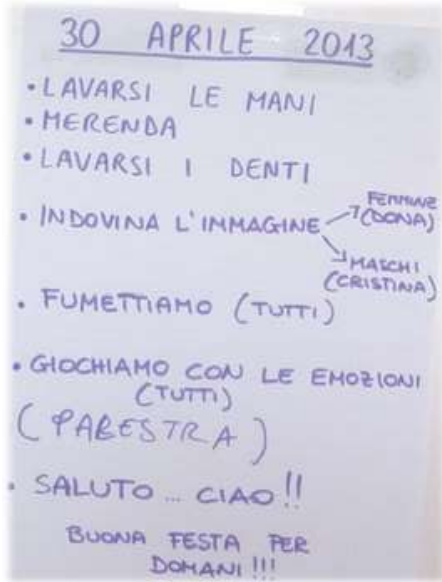 30 APRILE 2013
• LAVARSI LE MANI
• MERENDA
• LAVARSI I DENTI
• INDOVINA L'IMMAGINE → FEMMINE (DONA)
→ MASCHI (CRISTINA)
• FUMETTIAMO (TUTTI)
• GIOCHIAMO CON LE EMOZIONI
(TUTTI)
(PALESTRA)
• SALUTO... CIAO!!
BUONA FESTA PER
DOMANI!!!